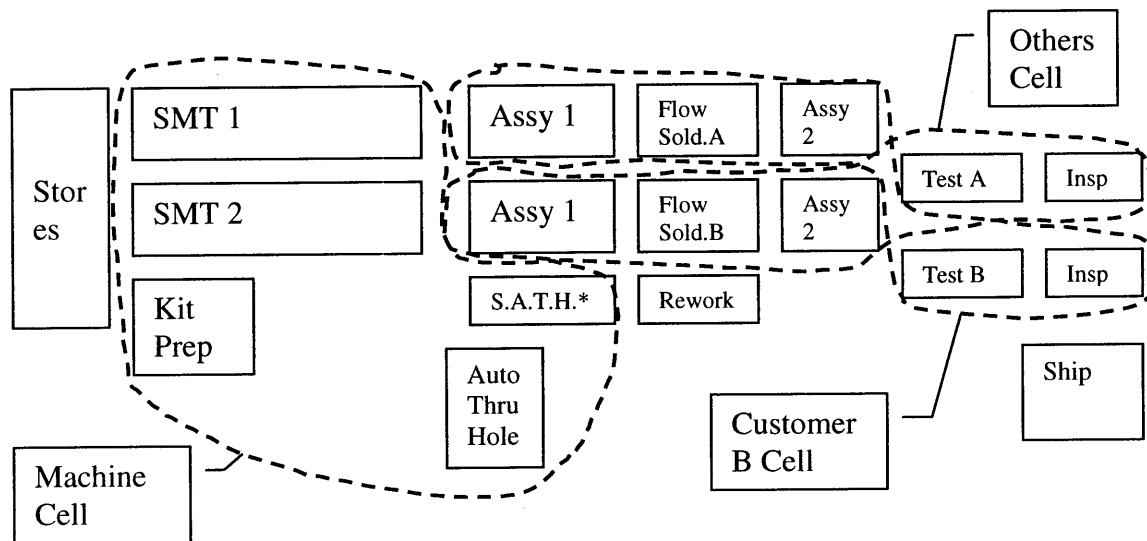 Others
Cell
SMT 1
Assy 1
Flow
Sold.A
Assy
2
Stor
es
Test A
Insp
SMT 2
Assy 1
Flow
Sold.B
Assy
2
Test B
Insp
Kit
Prep
S.A.T.H.*
Rework
Auto
Thru
Hole
Ship
Customer
B Cell
Machine
Cell